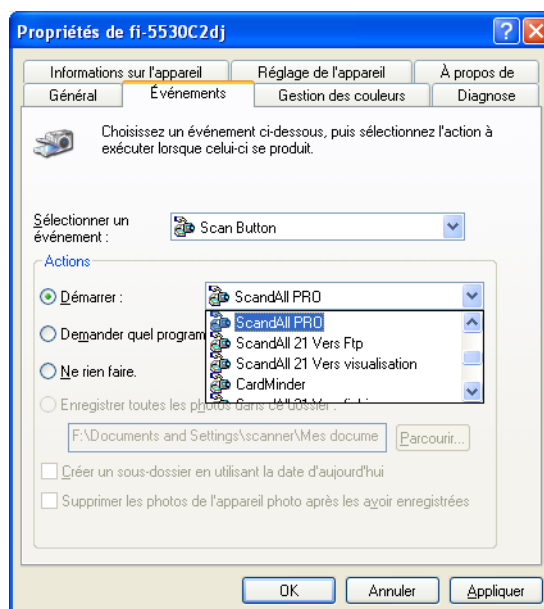 Propriétés de fi-5530C2dj
Informations sur l'appareil Réglage de l'appareil À propos de
Général Événements Gestion des couleurs Diagnose
Choisissez un événement ci-dessous, puis sélectionnez l'action à
exécuter lorsque celui-ci se produit.
Sélectionner un
événement :
Scan Button
Actions
Démarrer : ScandAll PRO
ScandAll PRO
Demander quel program
ScandAll 21 Vers Ftp
ScandAll 21 Vers visualisation
Ne rien faire.
CardMinder
Enregistrer toutes les photos dans ce dossier :
F:\Documents and Settings\scanner\Mes docume Parcourir...
Créer un sous-dossier en utilisant la date d'aujourd'hui
Supprimer les photos de l'appareil photo après les avoir enregistrées
OK Annuler Appliquer